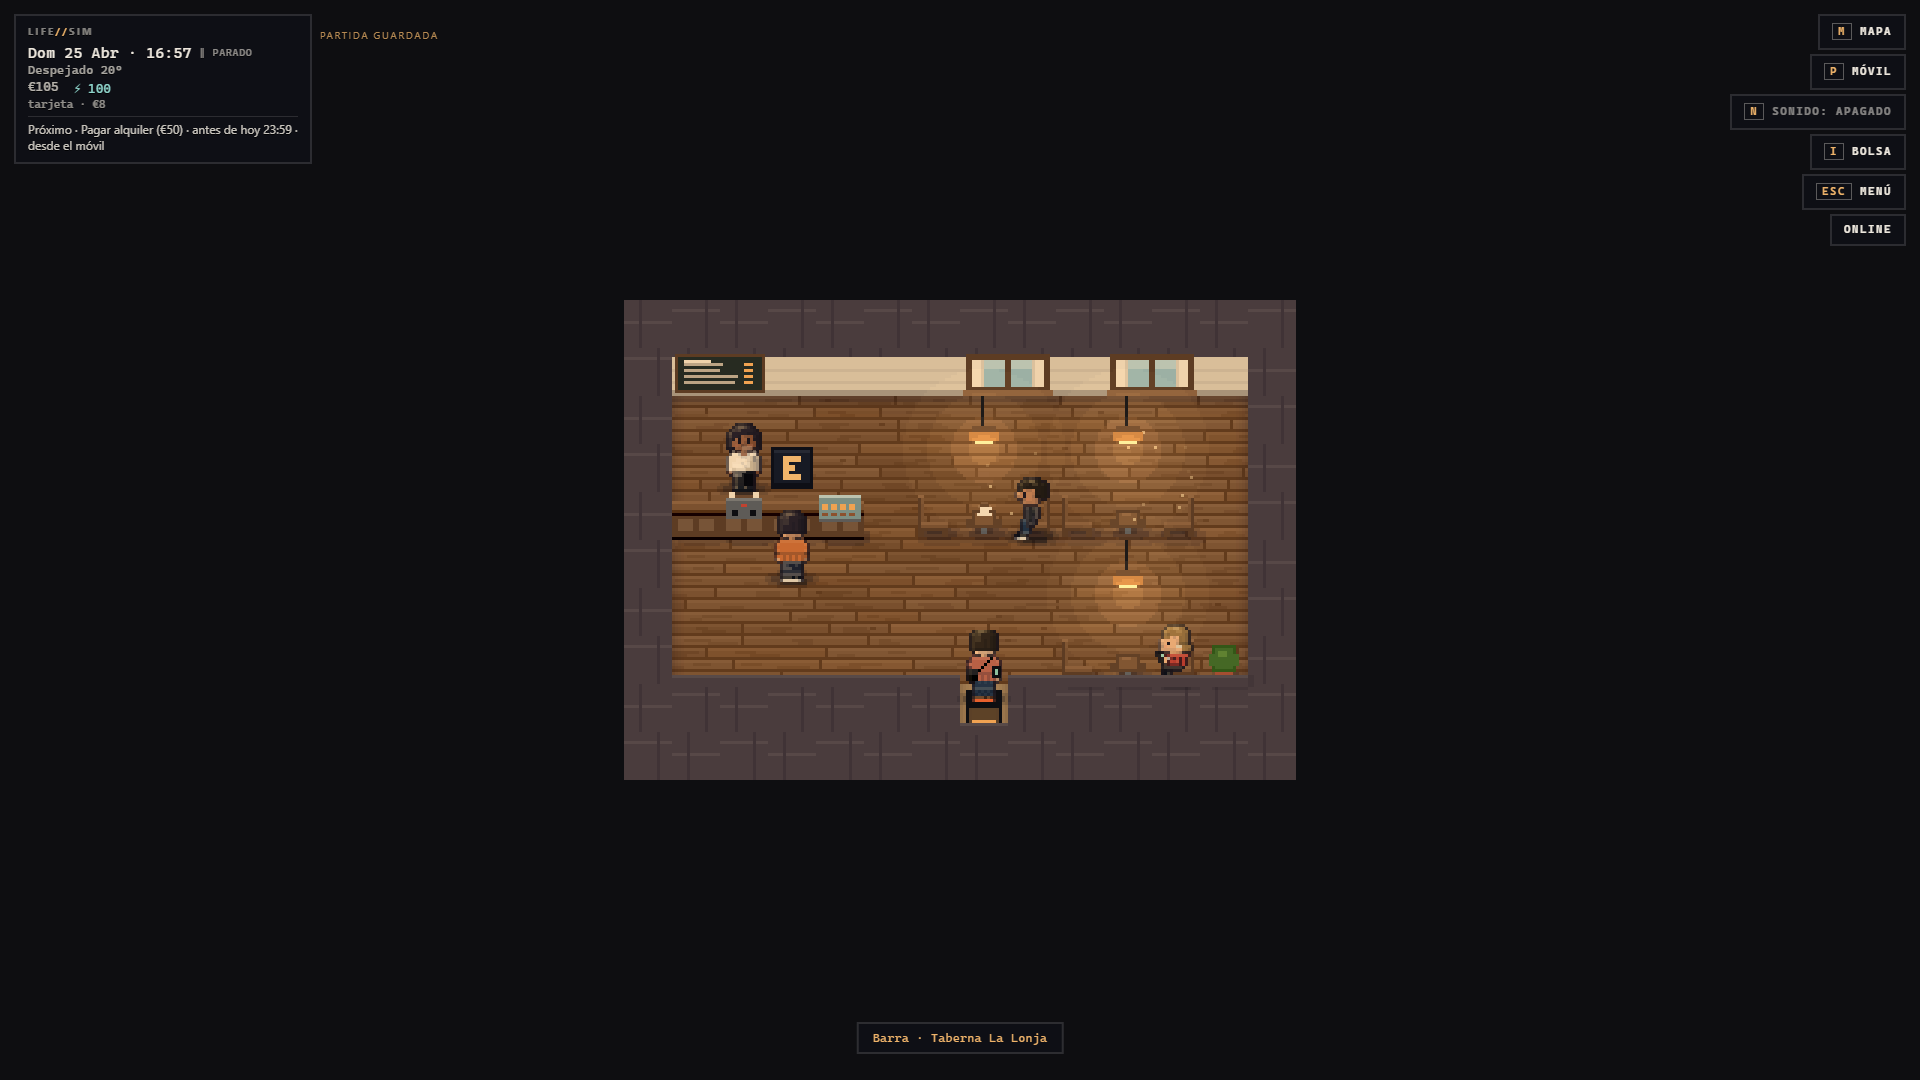 LIFE//SIM
Dom 25 Abr · 16:57 || PARADO
Despejado 20º
€105 ⚡ 100
tarjeta · €8
Próximo · Pagar alquiler (€50) · antes de hoy 23:59 ·
desde el móvil
PARTIDA GUARDADA
M MAPA
P MÓVIL
N SONIDO: APAGADO
I BOLSA
ESC MENÚ
ONLINE
E
Barra · Taberna La Lonja